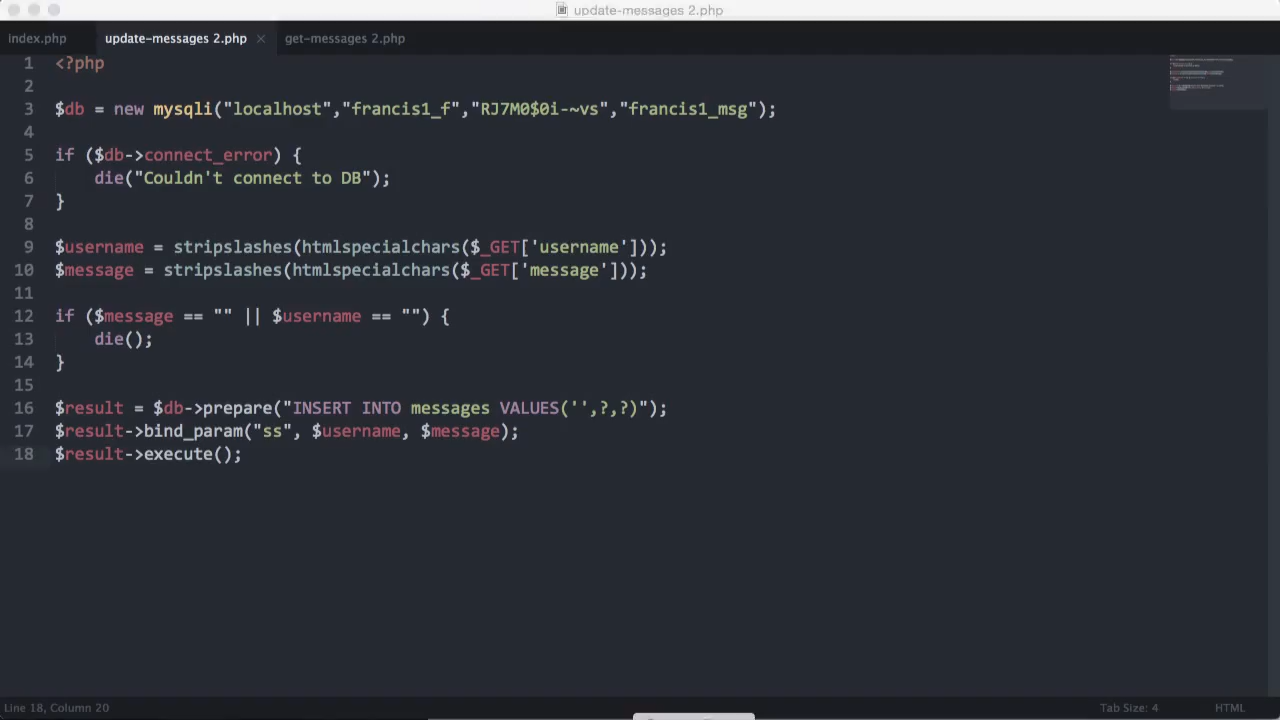 update-messages 2.php
index.php update-messages 2.php × get-messages 2.php
1 <?php
2
3 $db = new mysqli("localhost","francis1_f","RJ7M0$0i-~vs","francis1_msg");
4
5 if ($db->connect_error) {
6 die("Couldn't connect to DB");
7 }
8
9 $username = stripslashes(htmlspecialchars($_GET['username']));
10 $message = stripslashes(htmlspecialchars($_GET['message']));
11
12 if ($message == "" || $username == "") {
13 die();
14 }
15
16 $result = $db->prepare("INSERT INTO messages VALUES('',?,?)");
17 $result->bind_param("ss", $username, $message);
18 $result->execute();
Line 18, Column 20 Tab Size: 4 HTML